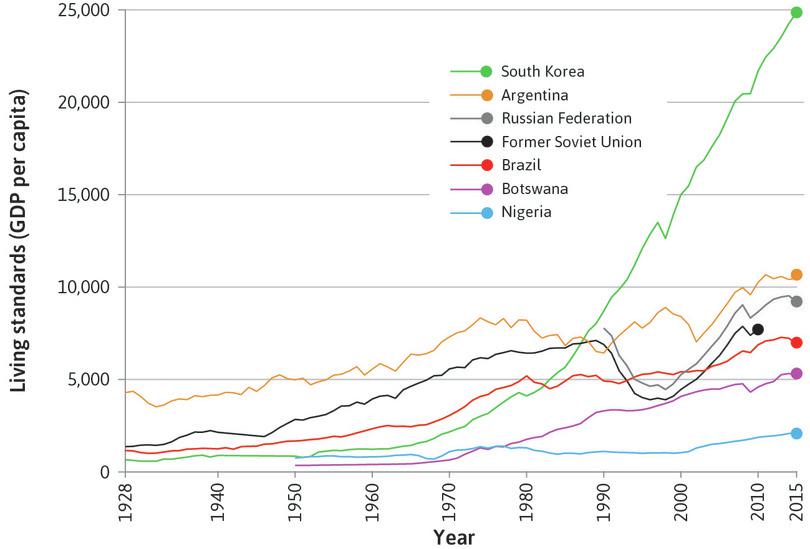 Living standards (GDP per capita)
25,000
20,000
15,000
10,000
5,000
0
South Korea
Argentina
Russian Federation
Former Soviet Union
Brazil
Botswana
Nigeria
1928
1940
1950
1960
1970
1980
1990
2000
2010
2015
Year